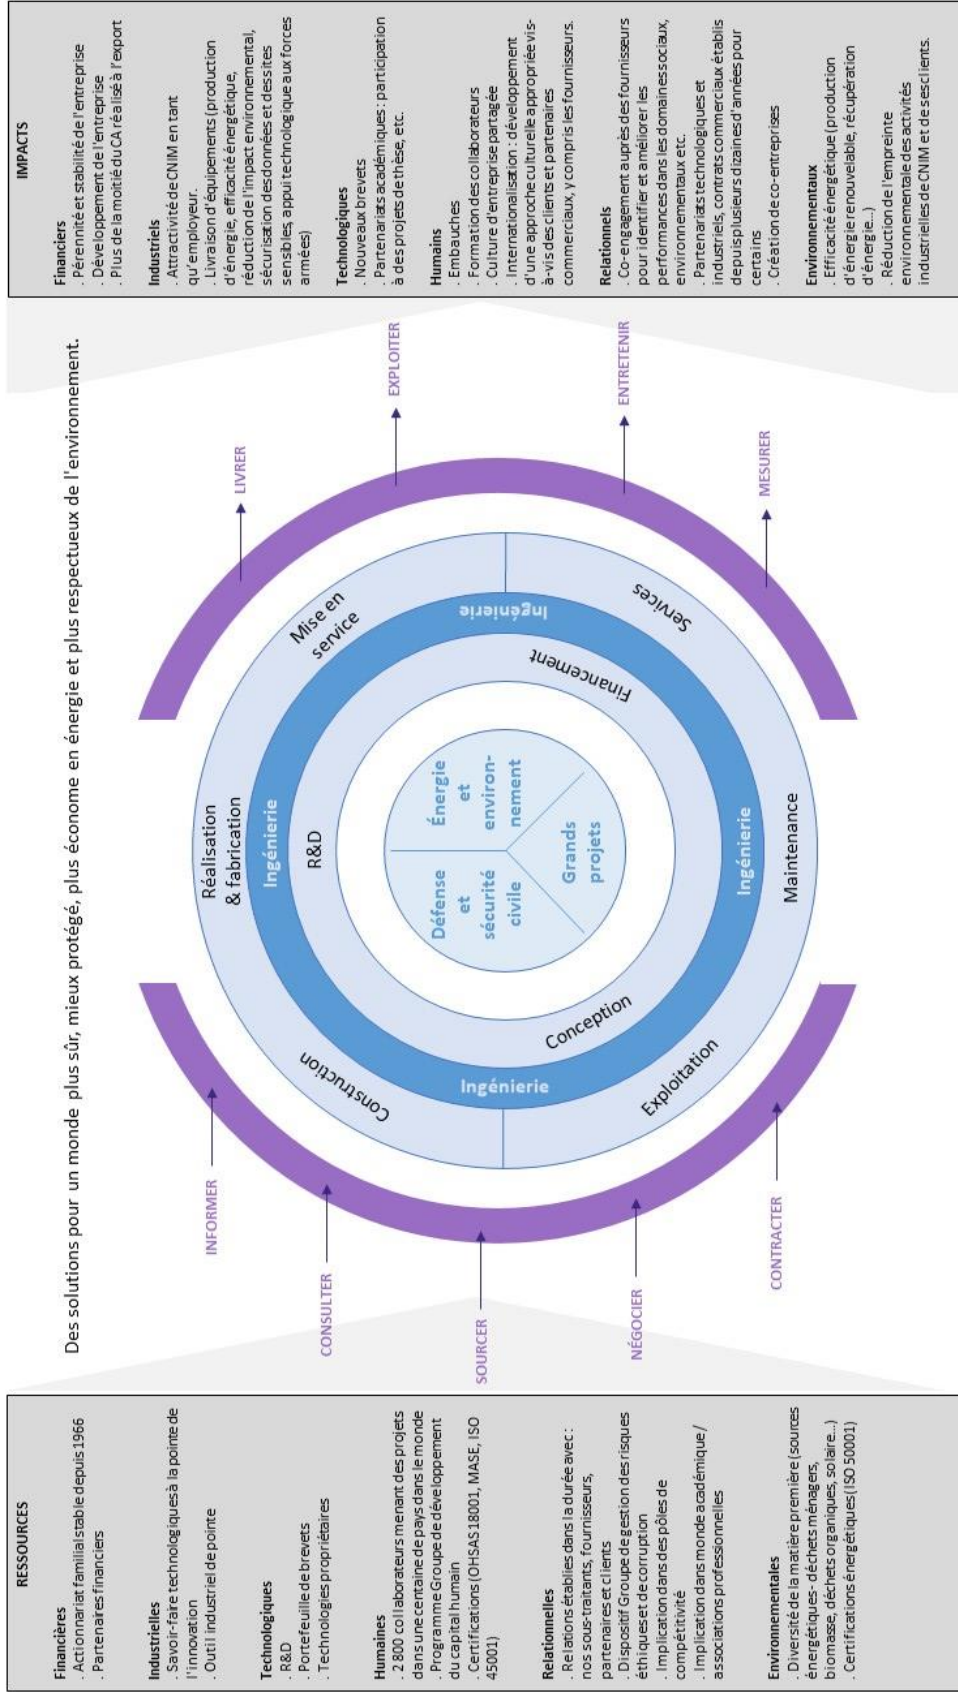 Des solutions pour un monde plus sûr, mieux protégé, plus économe en énergie et plus respectueux de l'environnement.
RESSOURCES
Financières
. Actionnariat familial stable depuis 1966
. Partenaires financiers
Industrielles
. Savoir-faire technologiques à la pointe de
l'innovation
. Outil industriel de pointe
Technologiques
. R&D
. Portefeuille de brevets
. Technologies propriétaires
Humaines
. 2 800 collaborateurs menant des projets
dans une centaine de pays dans le monde
. Programme Groupe de développement
du capital humain
. Certifications (OHSAS 18001, MASE, ISO
45001)
Relationnelles
. Relations établies dans la durée avec :
nos sous-traitants, fournisseurs,
partenaires et clients
. Dispositif Groupe de gestion des risques
éthiques et de corruption
. Implication dans des pôles de
compétitivité
. Implication dans monde académique /
associations professionnelles
Environnementales
. Diversité de la matière première (sources
énergétiques - déchets ménagers,
biomasse, déchets organiques, solaire...)
. Certifications énergétiques (ISO 50001)
INFORMER
CONSULTER
SOURCER
NÉGOCIER
CONTRACTER
Construction
Réalisation
& fabrication
Mise en
service
Services
Maintenance
Exploitation
Ingénierie
Ingénierie
Ingénierie
Ingénierie
R&D
Financement
Conception
Défense
et
sécurité
civile
Énergie
et
environ-
nement
Grands
projets
LIVRER
EXPLOITER
ENTRETENIR
MESURER
IMPACTS
Financiers
. Pérennité et stabilité de l'entreprise
. Développement de l'entreprise
. Plus de la moitié du CA réalisé à l'export
Industriels
. Attractivité de CNIM en tant
qu'employeur.
. Livraison d'équipements (production
d'énergie, efficacité énergétique,
réduction de l'impact environnemental,
sécurisation des données et des sites
sensibles, appui technologique aux forces
armées)
Technologiques
. Nouveaux brevets
. Partenariats académiques : participation
à des projets de thèse, etc.
Humains
. Embauches
. Formation des collaborateurs
. Culture d'entreprise partagée
. Internationalisation : développement
d'une approche culturelle appropriée vis-
à-vis des clients et partenaires
commerciaux, y compris les fournisseurs.
Relationnels
. Co-engagement auprès des fournisseurs
pour identifier et améliorer les
performances dans les domaines sociaux,
environnementaux etc.
. Partenariats technologiques et
industriels, contrats commerciaux établis
depuis plusieurs dizaines d'années pour
certains
. Création de co-entreprises
Environnementaux
. Efficacité énergétique (production
d'énergie renouvelable, récupération
d'énergie...)
. Réduction de l'empreinte
environnementale des activités
industrielles de CNIM et de ses clients.